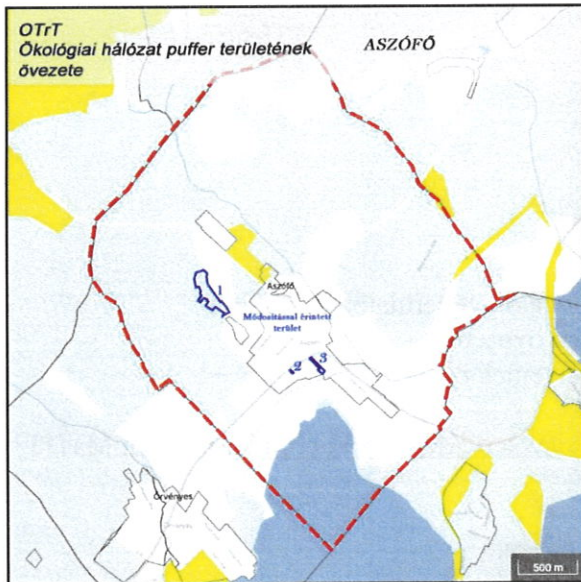 OTrT
Ökológiai hálózat puffer területének
övezete
ASZÓFŐ
Aszófő
1
Módosítással érintett
terület
2
3
Örvényes
500 m